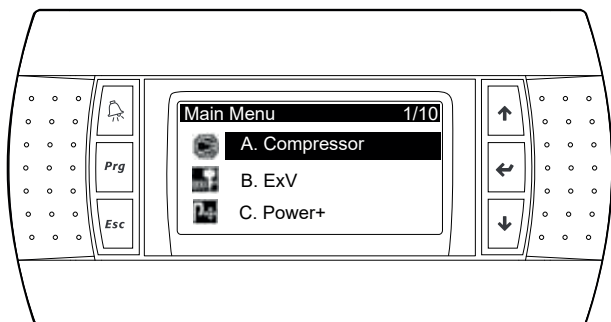 Main Menu 1/10
A. Compressor
Prg
B. ExV
C. Power+
Esc